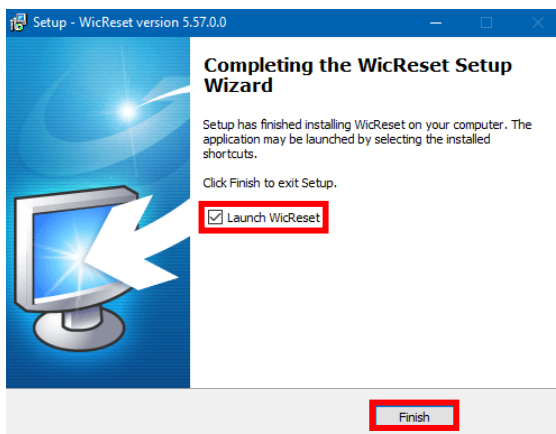 Setup - WicReset version 5.57.0.0
Completing the WicReset Setup
Wizard
Setup has finished installing WicReset on your computer. The
application may be launched by selecting the installed
shortcuts.
Click Finish to exit Setup.
Launch WicReset
Finish